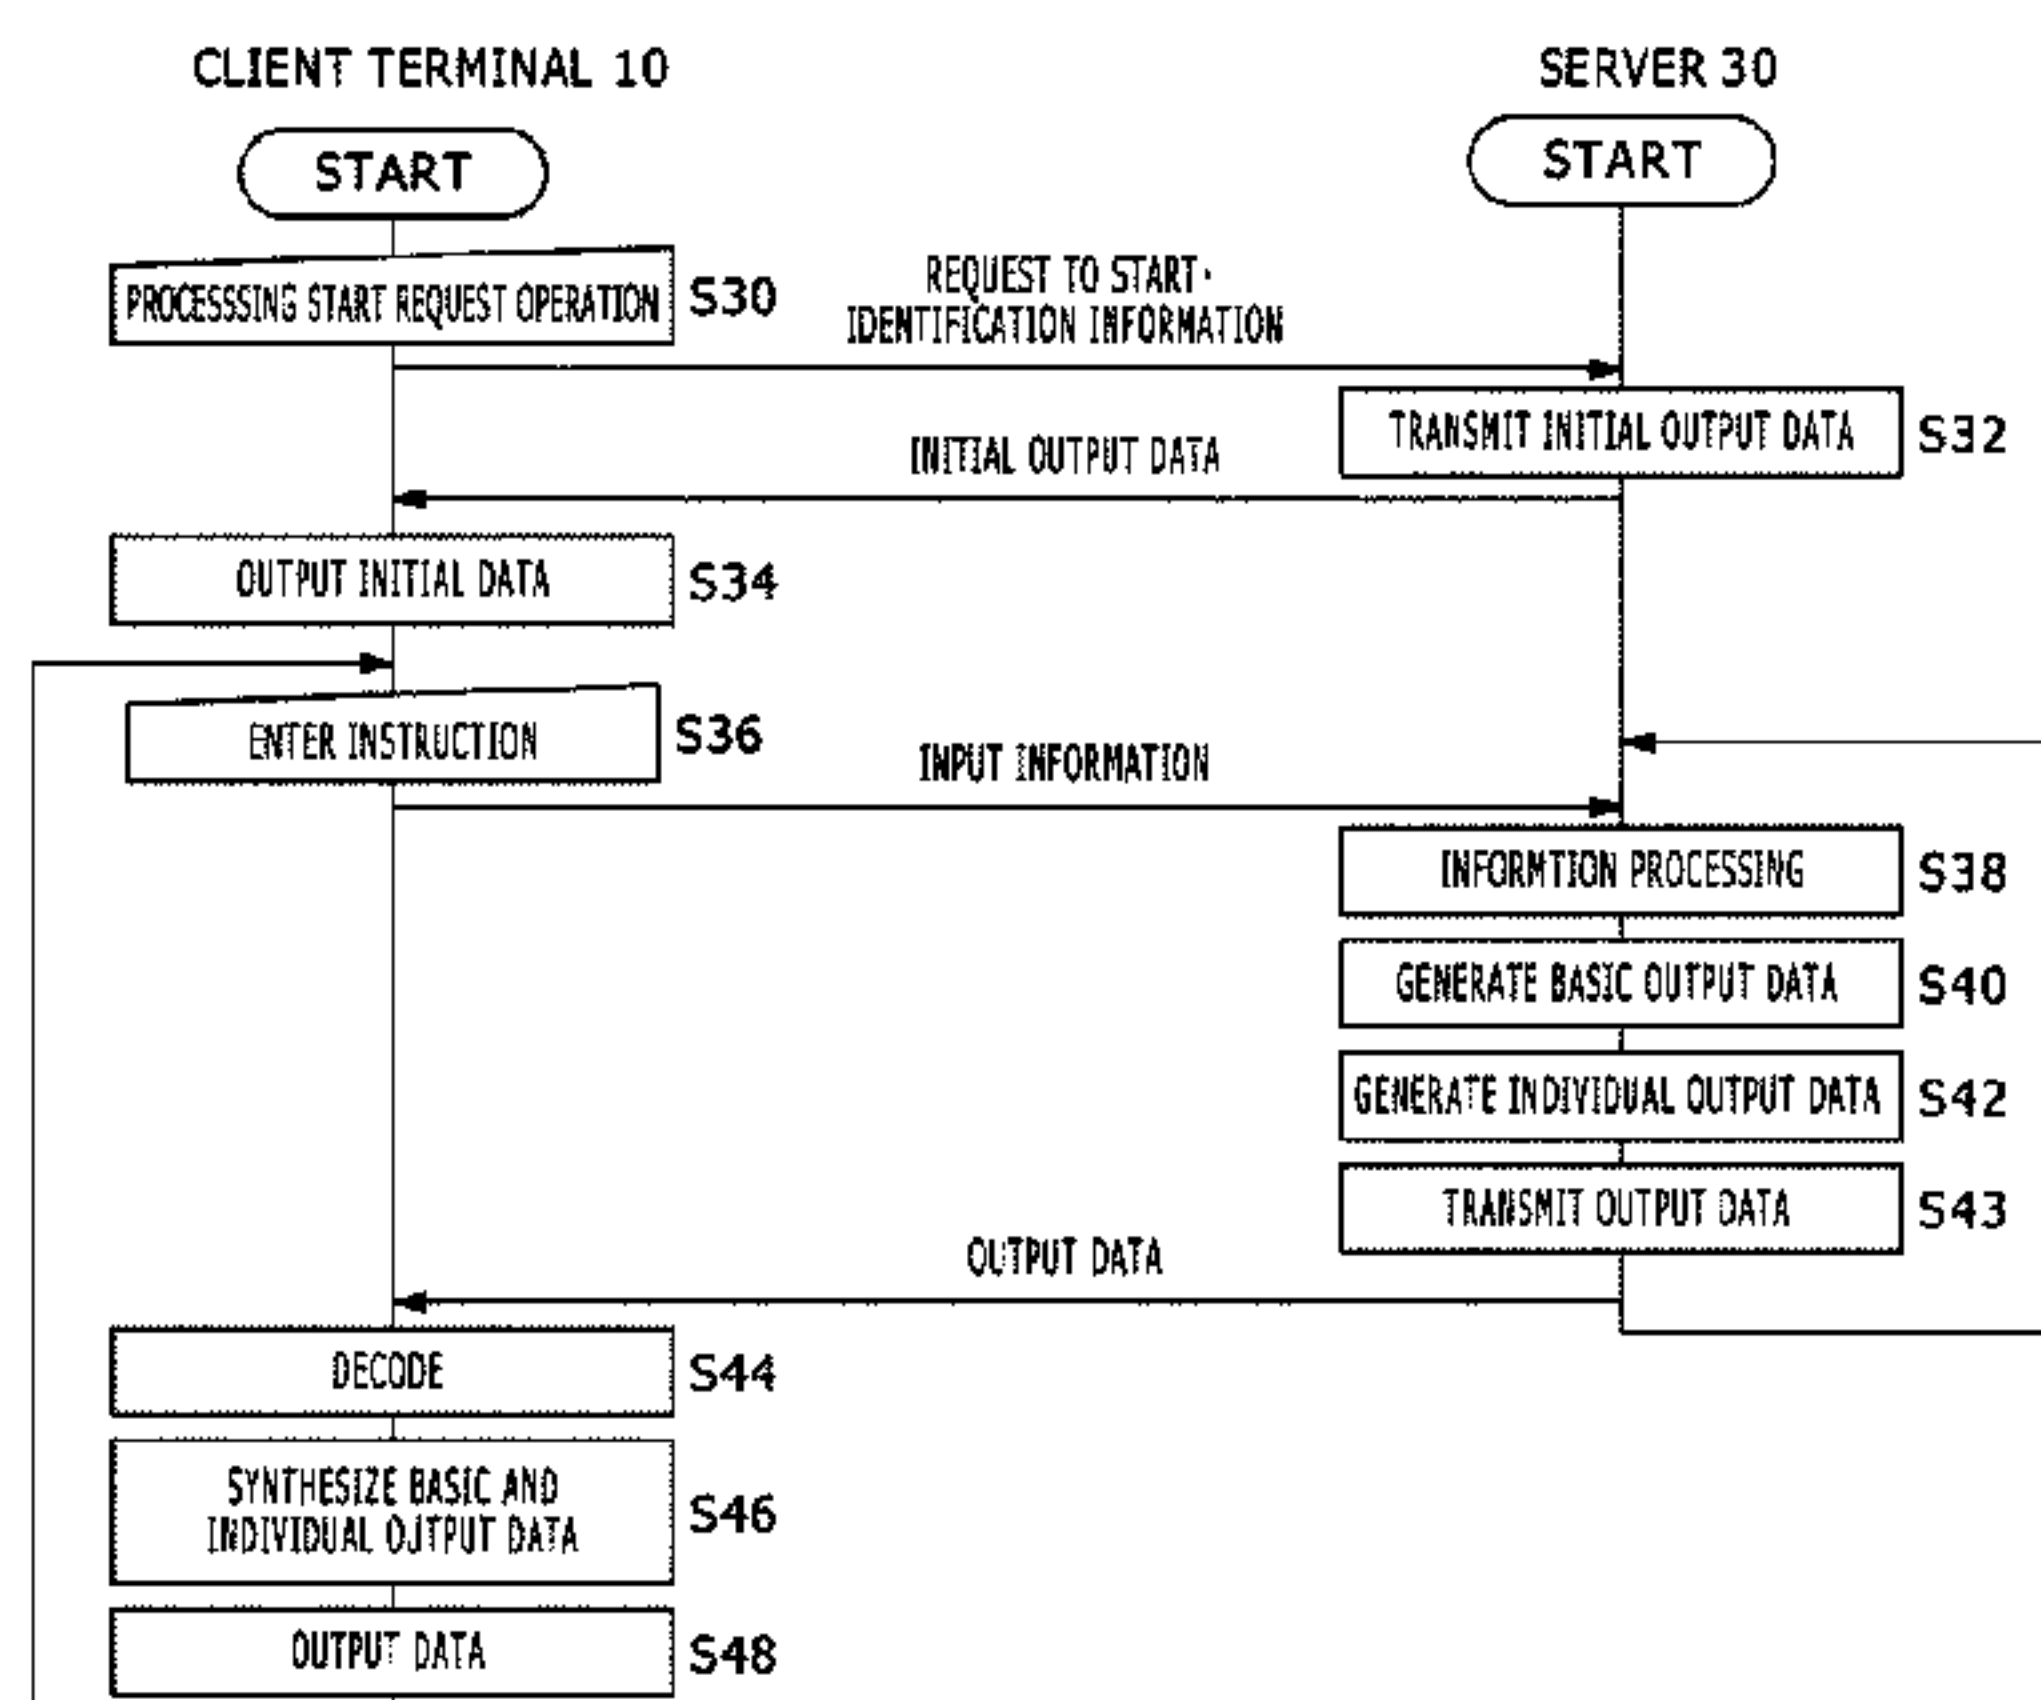 CLIENT TERMINAL 10
SERVER 30
START
START
PROCESSSING START REQUEST OPERATION
S30
REQUEST TO START·
IDENTIFICATION INFORMATION
TRANSMIT INITIAL OUTPUT DATA
S32
INITIAL OUTPUT DATA
OUTPUT INITIAL DATA
S34
ENTER INSTRUCTION
S36
INPUT INFORMATION
INFORMTION PROCESSING
S38
GENERATE BASIC OUTPUT DATA
S40
GENERATE INDIVIDUAL OUTPUT DATA
S42
TRANSMIT OUTPUT DATA
S43
OUTPUT DATA
DECODE
S44
SYNTHESIZE BASIC AND
INDIVIDUAL OUTPUT DATA
S46
OUTPUT DATA
S48